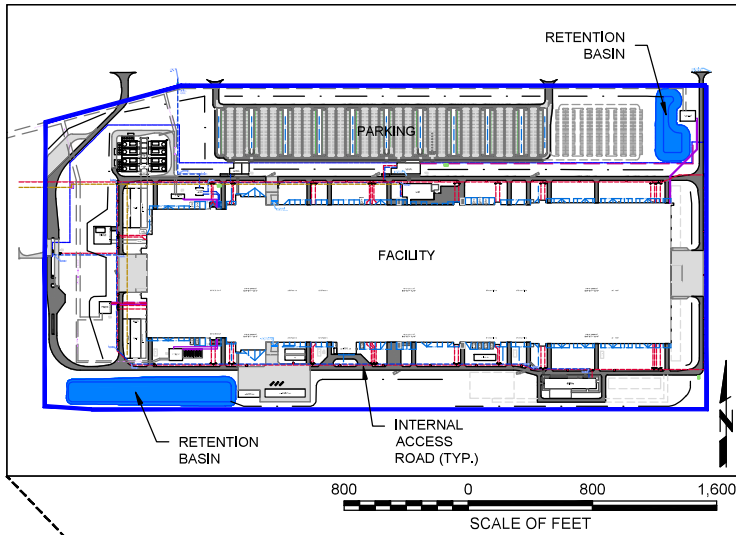 RETENTION
BASIN
PARKING
FACILITY
RETENTION
BASIN
INTERNAL
ACCESS
ROAD (TYP.)
N
800 0 800 1,600
SCALE OF FEET